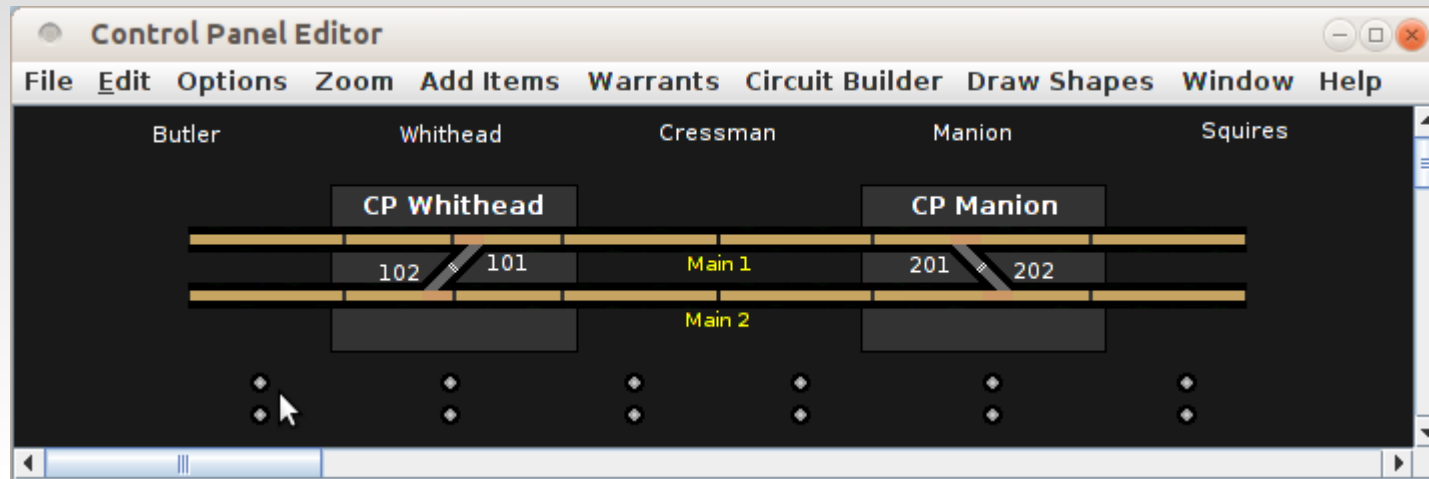 Control Panel Editor
File Edit Options Zoom Add Items Warrants Circuit Builder Draw Shapes Window Help
Butler Whithead Cressman Manion Squires
CP Whithead CP Manion
102 101 Main 1 201 202
Main 2